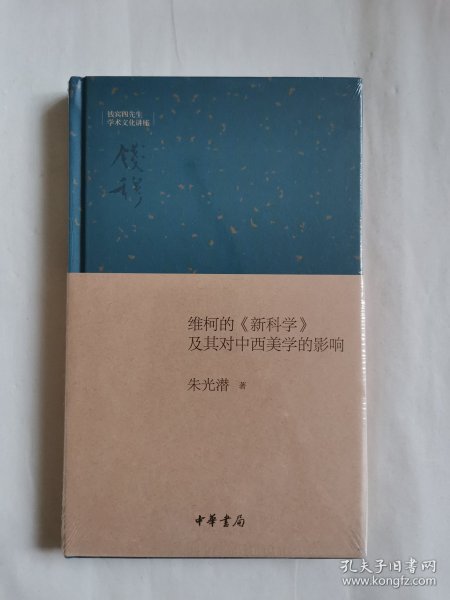 钱宾四先生
学术文化讲座
錢穆
维柯的《新科学》
及其对中西美学的影响
朱光潜 著
中華書局
孔夫子旧书网
www.kongfz.com